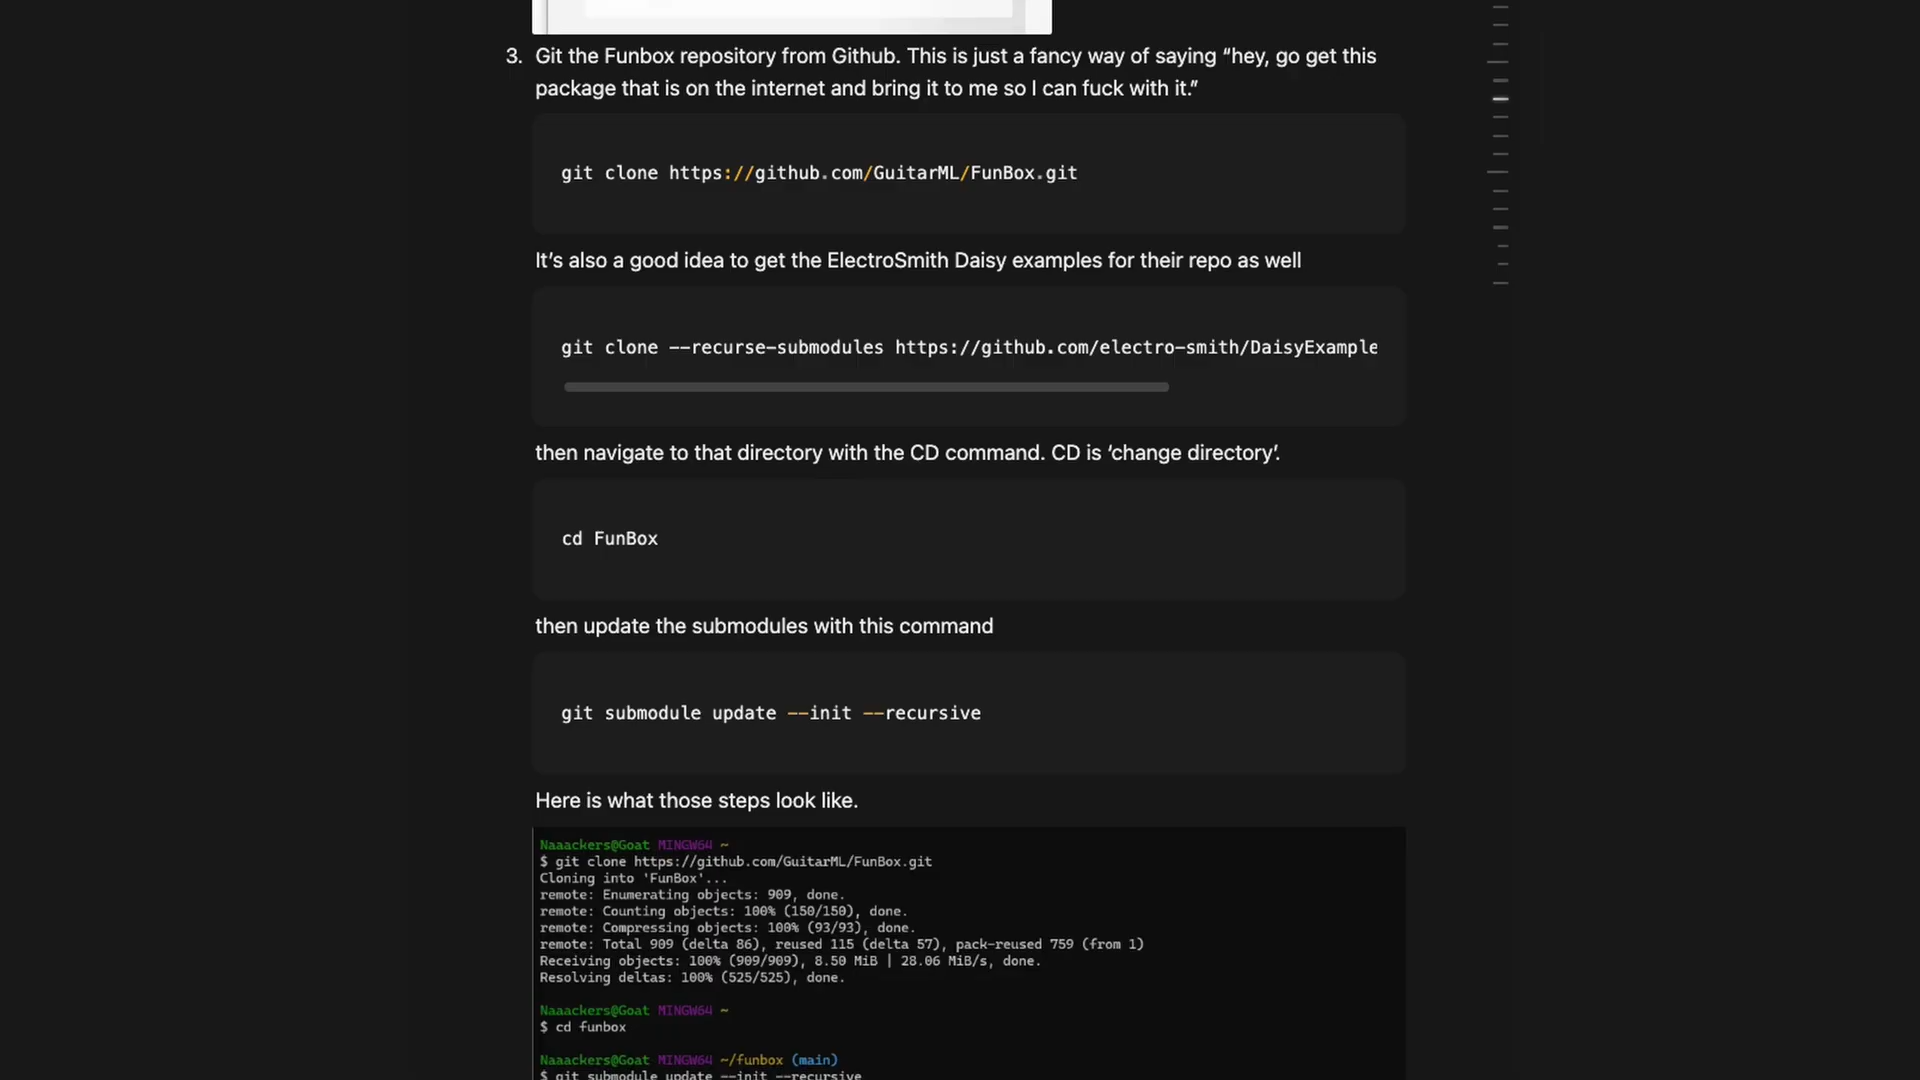 3. Git the Funbox repository from Github. This is just a fancy way of saying “hey, go get this
package that is on the internet and bring it to me so I can fuck with it.”
git clone https://github.com/GuitarML/FunBox.git
It’s also a good idea to get the ElectroSmith Daisy examples for their repo as well
git clone --recurse-submodules https://github.com/electro-smith/DaisyExample
then navigate to that directory with the CD command. CD is ‘change directory’.
cd FunBox
then update the submodules with this command
git submodule update --init --recursive
Here is what those steps look like.
Naaackers@Goat MINGW64 ~
$ git clone https://github.com/GuitarML/FunBox.git
Cloning into 'FunBox'...
remote: Enumerating objects: 909, done.
remote: Counting objects: 100% (150/150), done.
remote: Compressing objects: 100% (93/93), done.
remote: Total 909 (delta 86), reused 115 (delta 57), pack-reused 759 (from 1)
Receiving objects: 100% (909/909), 8.50 MiB | 28.06 MiB/s, done.
Resolving deltas: 100% (525/525), done.
Naaackers@Goat MINGW64 ~
$ cd funbox
Naaackers@Goat MINGW64 ~/funbox (main)
$ git submodule update --init --recursive